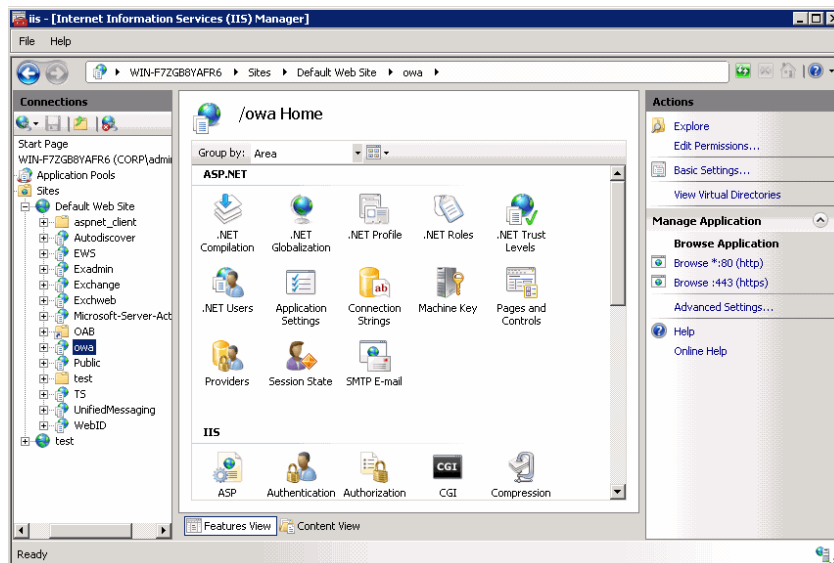 iis - [Internet Information Services (IIS) Manager]
File Help
WIN-F7ZGB8YAFR6 Sites Default Web Site owa
Connections
Start Page
WIN-F7ZGB8YAFR6 (CORP\admi
Application Pools
Sites
Default Web Site
aspnet_client
Autodiscover
EWS
Exadmin
Exchange
Exchweb
Microsoft-Server-Act
OAB
owa
Public
test
TS
UnifiedMessaging
WebID
test
/owa Home
Group by: Area
ASP.NET
.NET Compilation
.NET Globalization
.NET Profile
.NET Roles
.NET Trust Levels
.NET Users
Application Settings
Connection Strings
Machine Key
Pages and Controls
Providers
Session State
SMTP E-mail
IIS
ASP
Authentication
Authorization
CGI
CGI
Compression
Features View
Content View
Actions
Explore
Edit Permissions...
Basic Settings...
View Virtual Directories
Manage Application
Browse Application
Browse *:80 (http)
Browse :443 (https)
Advanced Settings...
Help
Online Help
Ready